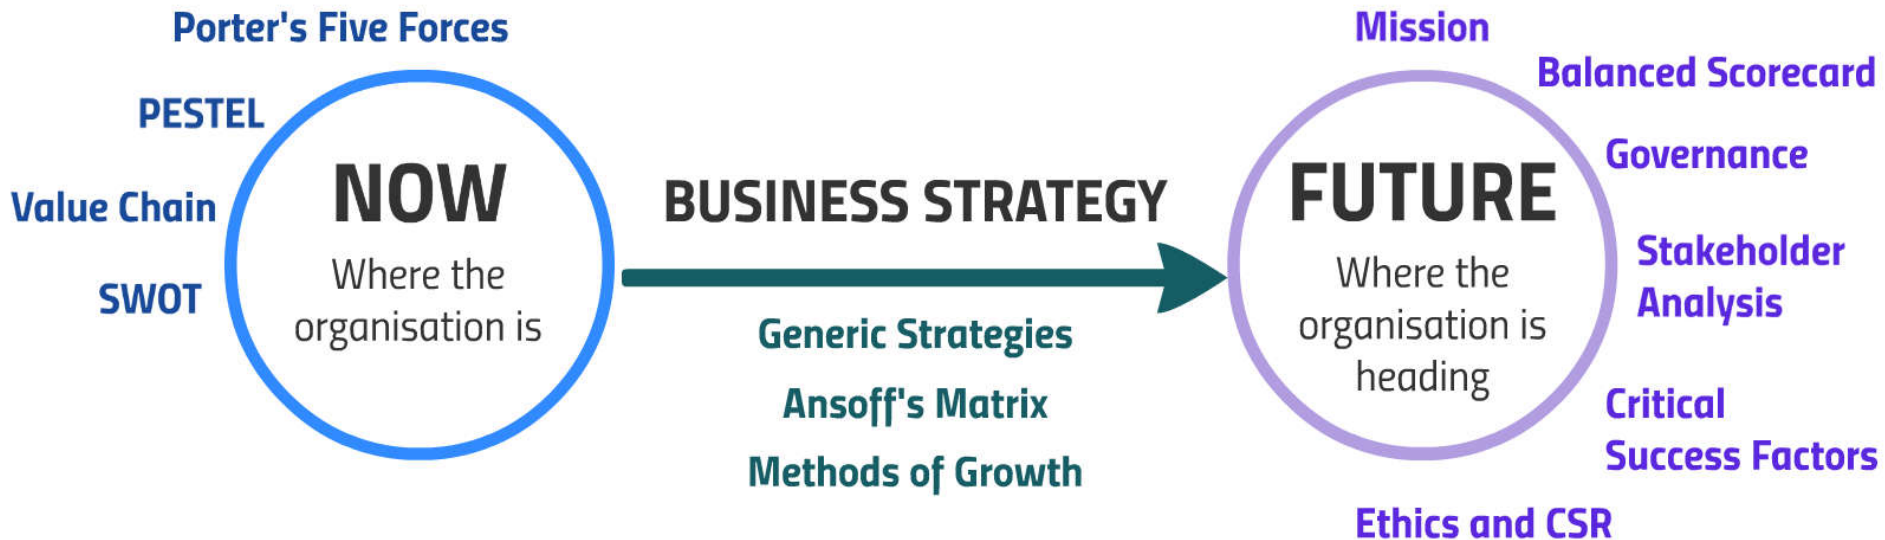 Porter's Five Forces
PESTEL
Value Chain
SWOT
NOW
Where the
organisation is
BUSINESS STRATEGY
Generic Strategies
Ansoff's Matrix
Methods of Growth
FUTURE
Where the
organisation is
heading
Mission
Balanced Scorecard
Governance
Stakeholder
Analysis
Critical
Success Factors
Ethics and CSR